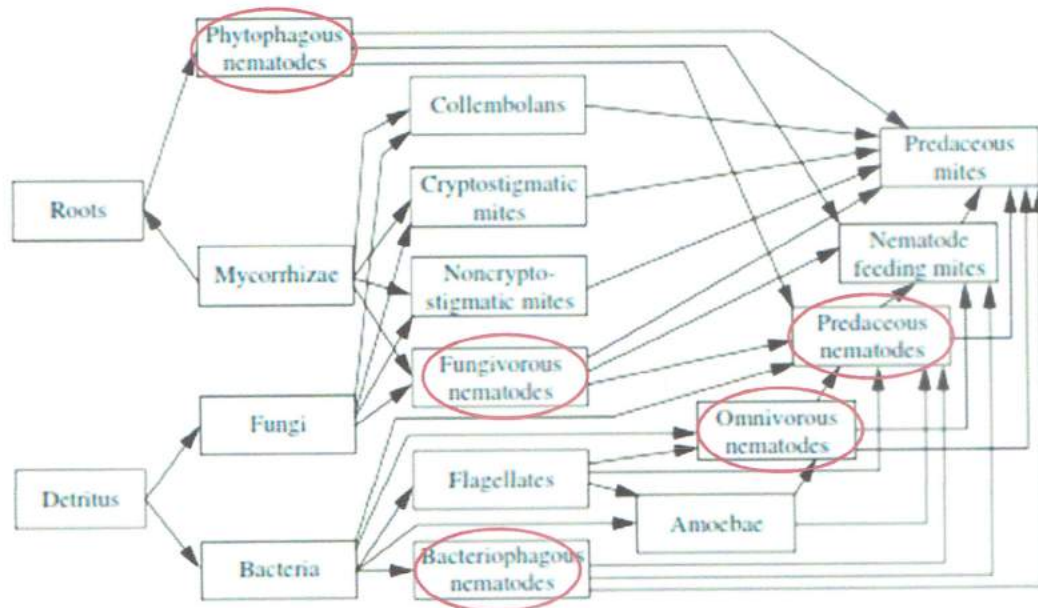 Phytophagous
nematodes
Collembolans
Predaceous
mites
Cryptostigmatic
mites
Roots
Nematode
feeding mites
Mycorrhizae
Noncrypto-
stigmatic mites
Predaceous
nematodes
Fungivorous
nematodes
Omnivorous
nematodes
Fungi
Flagellates
Detritus
Amoebae
Bacteria
Bacteriophagous
nematodes